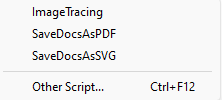 ImageTracing
SaveDocsAsPDF
SaveDocsAsSVG
Other Script... Ctrl+F12